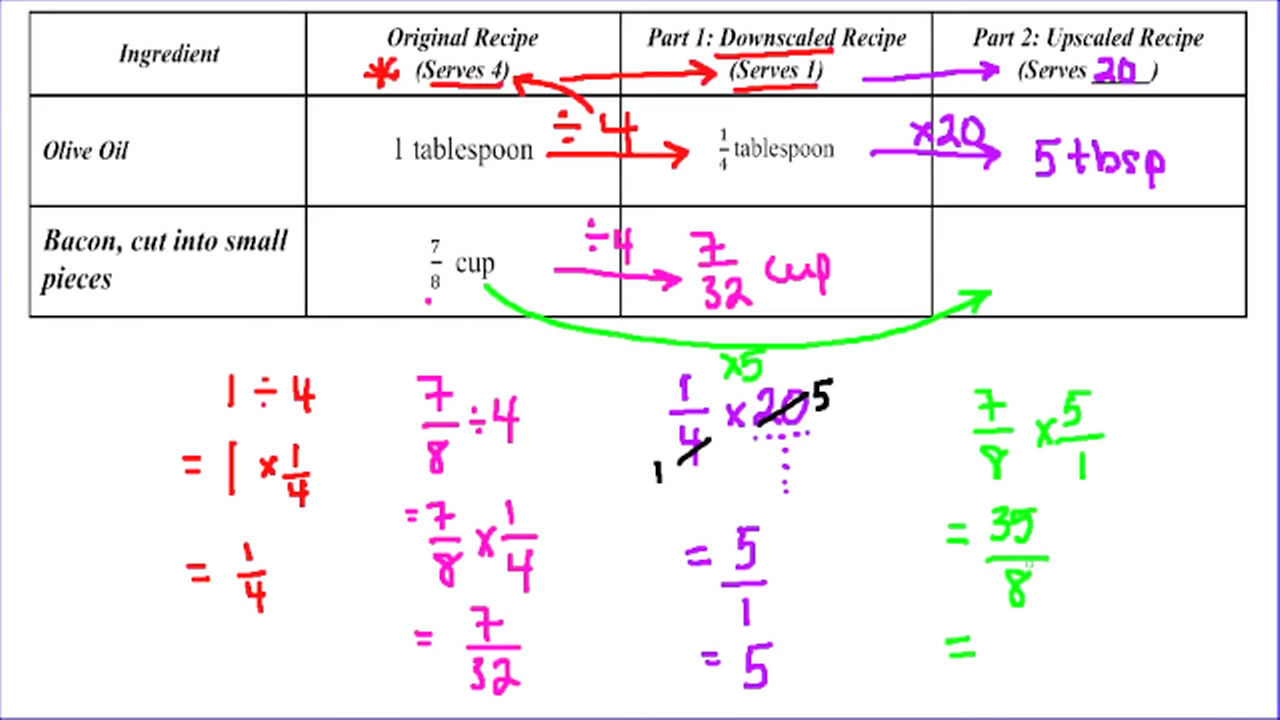 Ingredient
Original Recipe
* (Serves 4)
Part 1: Downscaled Recipe
(Serves 1)
Part 2: Upscaled Recipe
(Serves 20)
Olive Oil
1 tablespoon
÷ 4
1/4 tablespoon
x20
5 tbsp
Bacon, cut into small
pieces
7/8 cup
÷4
7/32 cup
x5
1 ÷ 4
= 1 x 1/4
= 1/4
7/8 ÷ 4
= 7/8 x 1/4
= 7/32
1/4 x 20 5
1
= 5/1
= 5
7/8 x 5/1
= 35/8
=